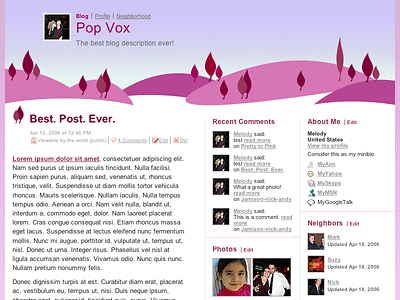 Blog | Profile | Neighborhood
Pop Vox
The best blog description ever!
Best. Post. Ever.
Apr 12, 2006 at 12:46 PM
Viewable by the world (public) | 4 Comments | Edit | Del
Lorem ipsum dolor sit amet, consectetuer adipiscing elit.
Nam sed purus ut ipsum iaculis tincidunt. Nulla facilisi.
Proin sapien purus, aliquam sed, venenatis ut, rhoncus
tristique, velit. Suspendisse ut diam mollis tortor vehicula
rhoncus. Mauris scelerisque. Nullam iaculis. Nulla tempus
tempus odio. Aenean a arcu. Nam velit nulla, blandit ut,
interdum a, commodo eget, dolor. Nam laoreet placerat
lorem. Cras congue consequat nisi. Etiam rhoncus massa
eget lacus. Suspendisse at lectus eleifend nunc fermentum
mollis. Nunc mi augue, porttitor id, vulputate ut, tempus ut,
nisl. Donec ut urna. Integer risus. Phasellus vel nisl at
ligula accumsan venenatis. Vivamus odio. Nunc quis nunc.
Nullam pretium nonummy felis.
Donec dapibus tempus est. Curabitur diam erat, placerat
ac, vestibulum eu, tempus ut, nisi. Duis neque ipsum,
Recent Comments
Melody said:
test read more
on Pretty in Pink
Melody said:
test read more
on Best. Post. Ever.
Melody said:
What a great photo!
read more
on Jamison-nick-andy
Melody said:
This is a comment. read
more
on Jamison-nick-andy
Photos | Edit
About Me | Edit
Melody
United States
View my profile
Consider this as my minbio
MyAim
MyYahoo
MySkype
MyMSN
MyGoogleTalk
Neighbors | Edit
Mark
Updated Apr 18, 2006
Suzy
Updated Apr 18, 2006
Nick
Updated Apr 18, 2006